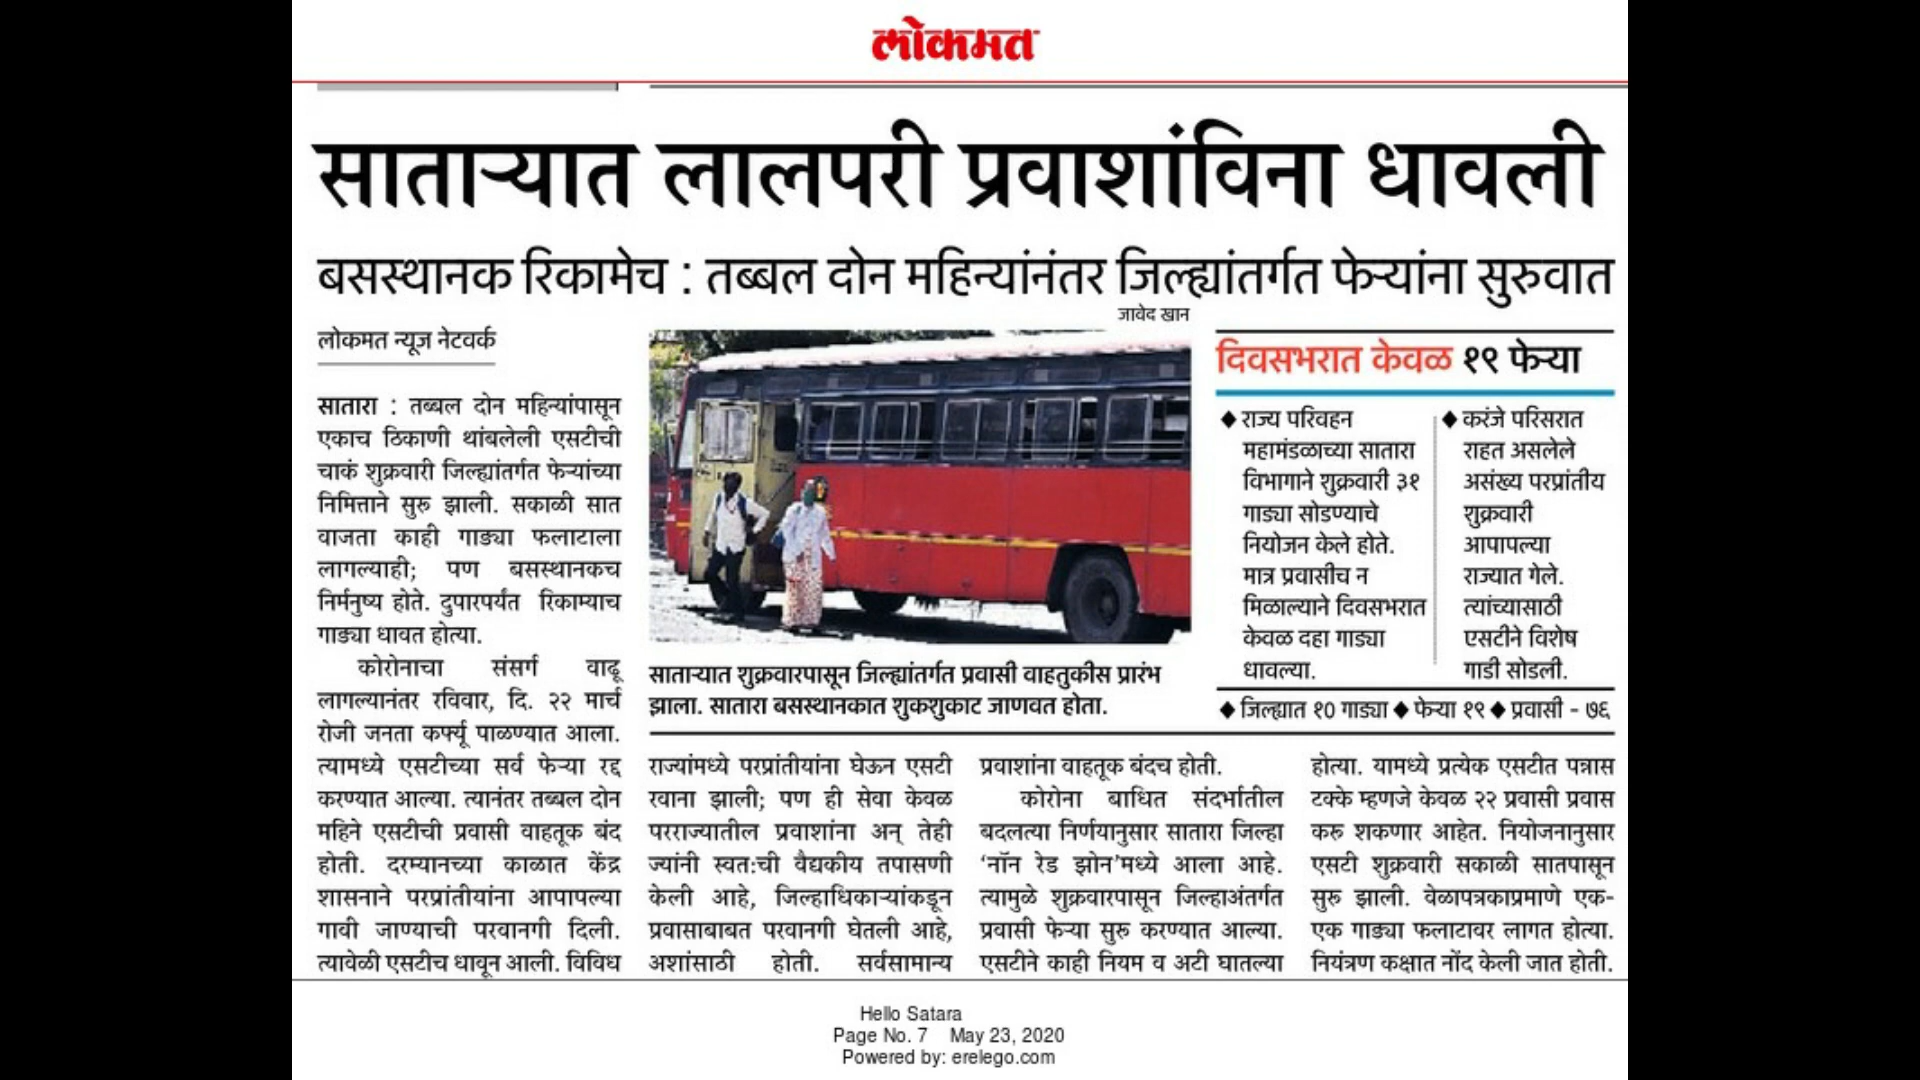 लोकमत
साताऱ्यात लालपरी प्रवाशांविना धावली
बसस्थानक रिकामेच : तब्बल दोन महिन्यांनंतर जिल्ह्यांतर्गत फेऱ्यांना सुरुवात
लोकमत न्यूज नेटवर्क
सातारा : तब्बल दोन महिन्यांपासून
एकाच ठिकाणी थांबलेली एसटीची
चाकं शुक्रवारी जिल्ह्यांतर्गत फेऱ्यांच्या
निमित्ताने सुरू झाली. सकाळी सात
वाजता काही गाड्या फलाटाला
लागल्याही; पण बसस्थानकच
निर्मनुष्य होते. दुपारपर्यंत रिकाम्याच
गाड्या धावत होत्या.
कोरोनाचा संसर्ग वाढू
लागल्यानंतर रविवार, दि. २२ मार्च
रोजी जनता कर्फ्यू पाळण्यात आला.
त्यामध्ये एसटीच्या सर्व फेऱ्या रद्द
करण्यात आल्या. त्यानंतर तब्बल दोन
महिने एसटीची प्रवासी वाहतूक बंद
होती. दरम्यानच्या काळात केंद्र
शासनाने परप्रांतीयांना आपापल्या
गावी जाण्याची परवानगी दिली.
त्यावेळी एसटीच धावून आली. विविध
जावेद खान
साताऱ्यात शुक्रवारपासून जिल्ह्यांतर्गत प्रवासी वाहतुकीस प्रारंभ
झाला. सातारा बसस्थानकात शुकशुकाट जाणवत होता.
दिवसभरात केवळ १९ फेऱ्या
◆ राज्य परिवहन
महामंडळाच्या सातारा
विभागाने शुक्रवारी ३१
गाड्या सोडण्याचे
नियोजन केले होते.
मात्र प्रवासीच न
मिळाल्याने दिवसभरात
केवळ दहा गाड्या
धावल्या.
◆ करंजे परिसरात
राहत असलेले
असंख्य परप्रांतीय
शुक्रवारी
आपापल्या
राज्यात गेले.
त्यांच्यासाठी
एसटीने विशेष
गाडी सोडली.
◆ जिल्ह्यात १० गाड्या ◆ फेऱ्या १९ ◆ प्रवासी - ७६
राज्यांमध्ये परप्रांतीयांना घेऊन एसटी
रवाना झाली; पण ही सेवा केवळ
परराज्यातील प्रवाशांना अन् तेही
ज्यांनी स्वत:ची वैद्यकीय तपासणी
केली आहे, जिल्हाधिकाऱ्यांकडून
प्रवासाबाबत परवानगी घेतली आहे,
अशांसाठी होती. सर्वसामान्य
प्रवाशांना वाहतूक बंदच होती.
कोरोना बाधित संदर्भातील
बदलत्या निर्णयानुसार सातारा जिल्हा
‘नॉन रेड झोन’मध्ये आला आहे.
त्यामुळे शुक्रवारपासून जिल्हाअंतर्गत
प्रवासी फेऱ्या सुरू करण्यात आल्या.
एसटीने काही नियम व अटी घातल्या
होत्या. यामध्ये प्रत्येक एसटीत पन्नास
टक्के म्हणजे केवळ २२ प्रवासी प्रवास
करू शकणार आहेत. नियोजनानुसार
एसटी शुक्रवारी सकाळी सातपासून
सुरू झाली. वेळापत्रकाप्रमाणे एक-
एक गाड्या फलाटावर लागत होत्या.
नियंत्रण कक्षात नोंद केली जात होती.
Hello Satara
Page No. 7 May 23, 2020
Powered by: erelego.com